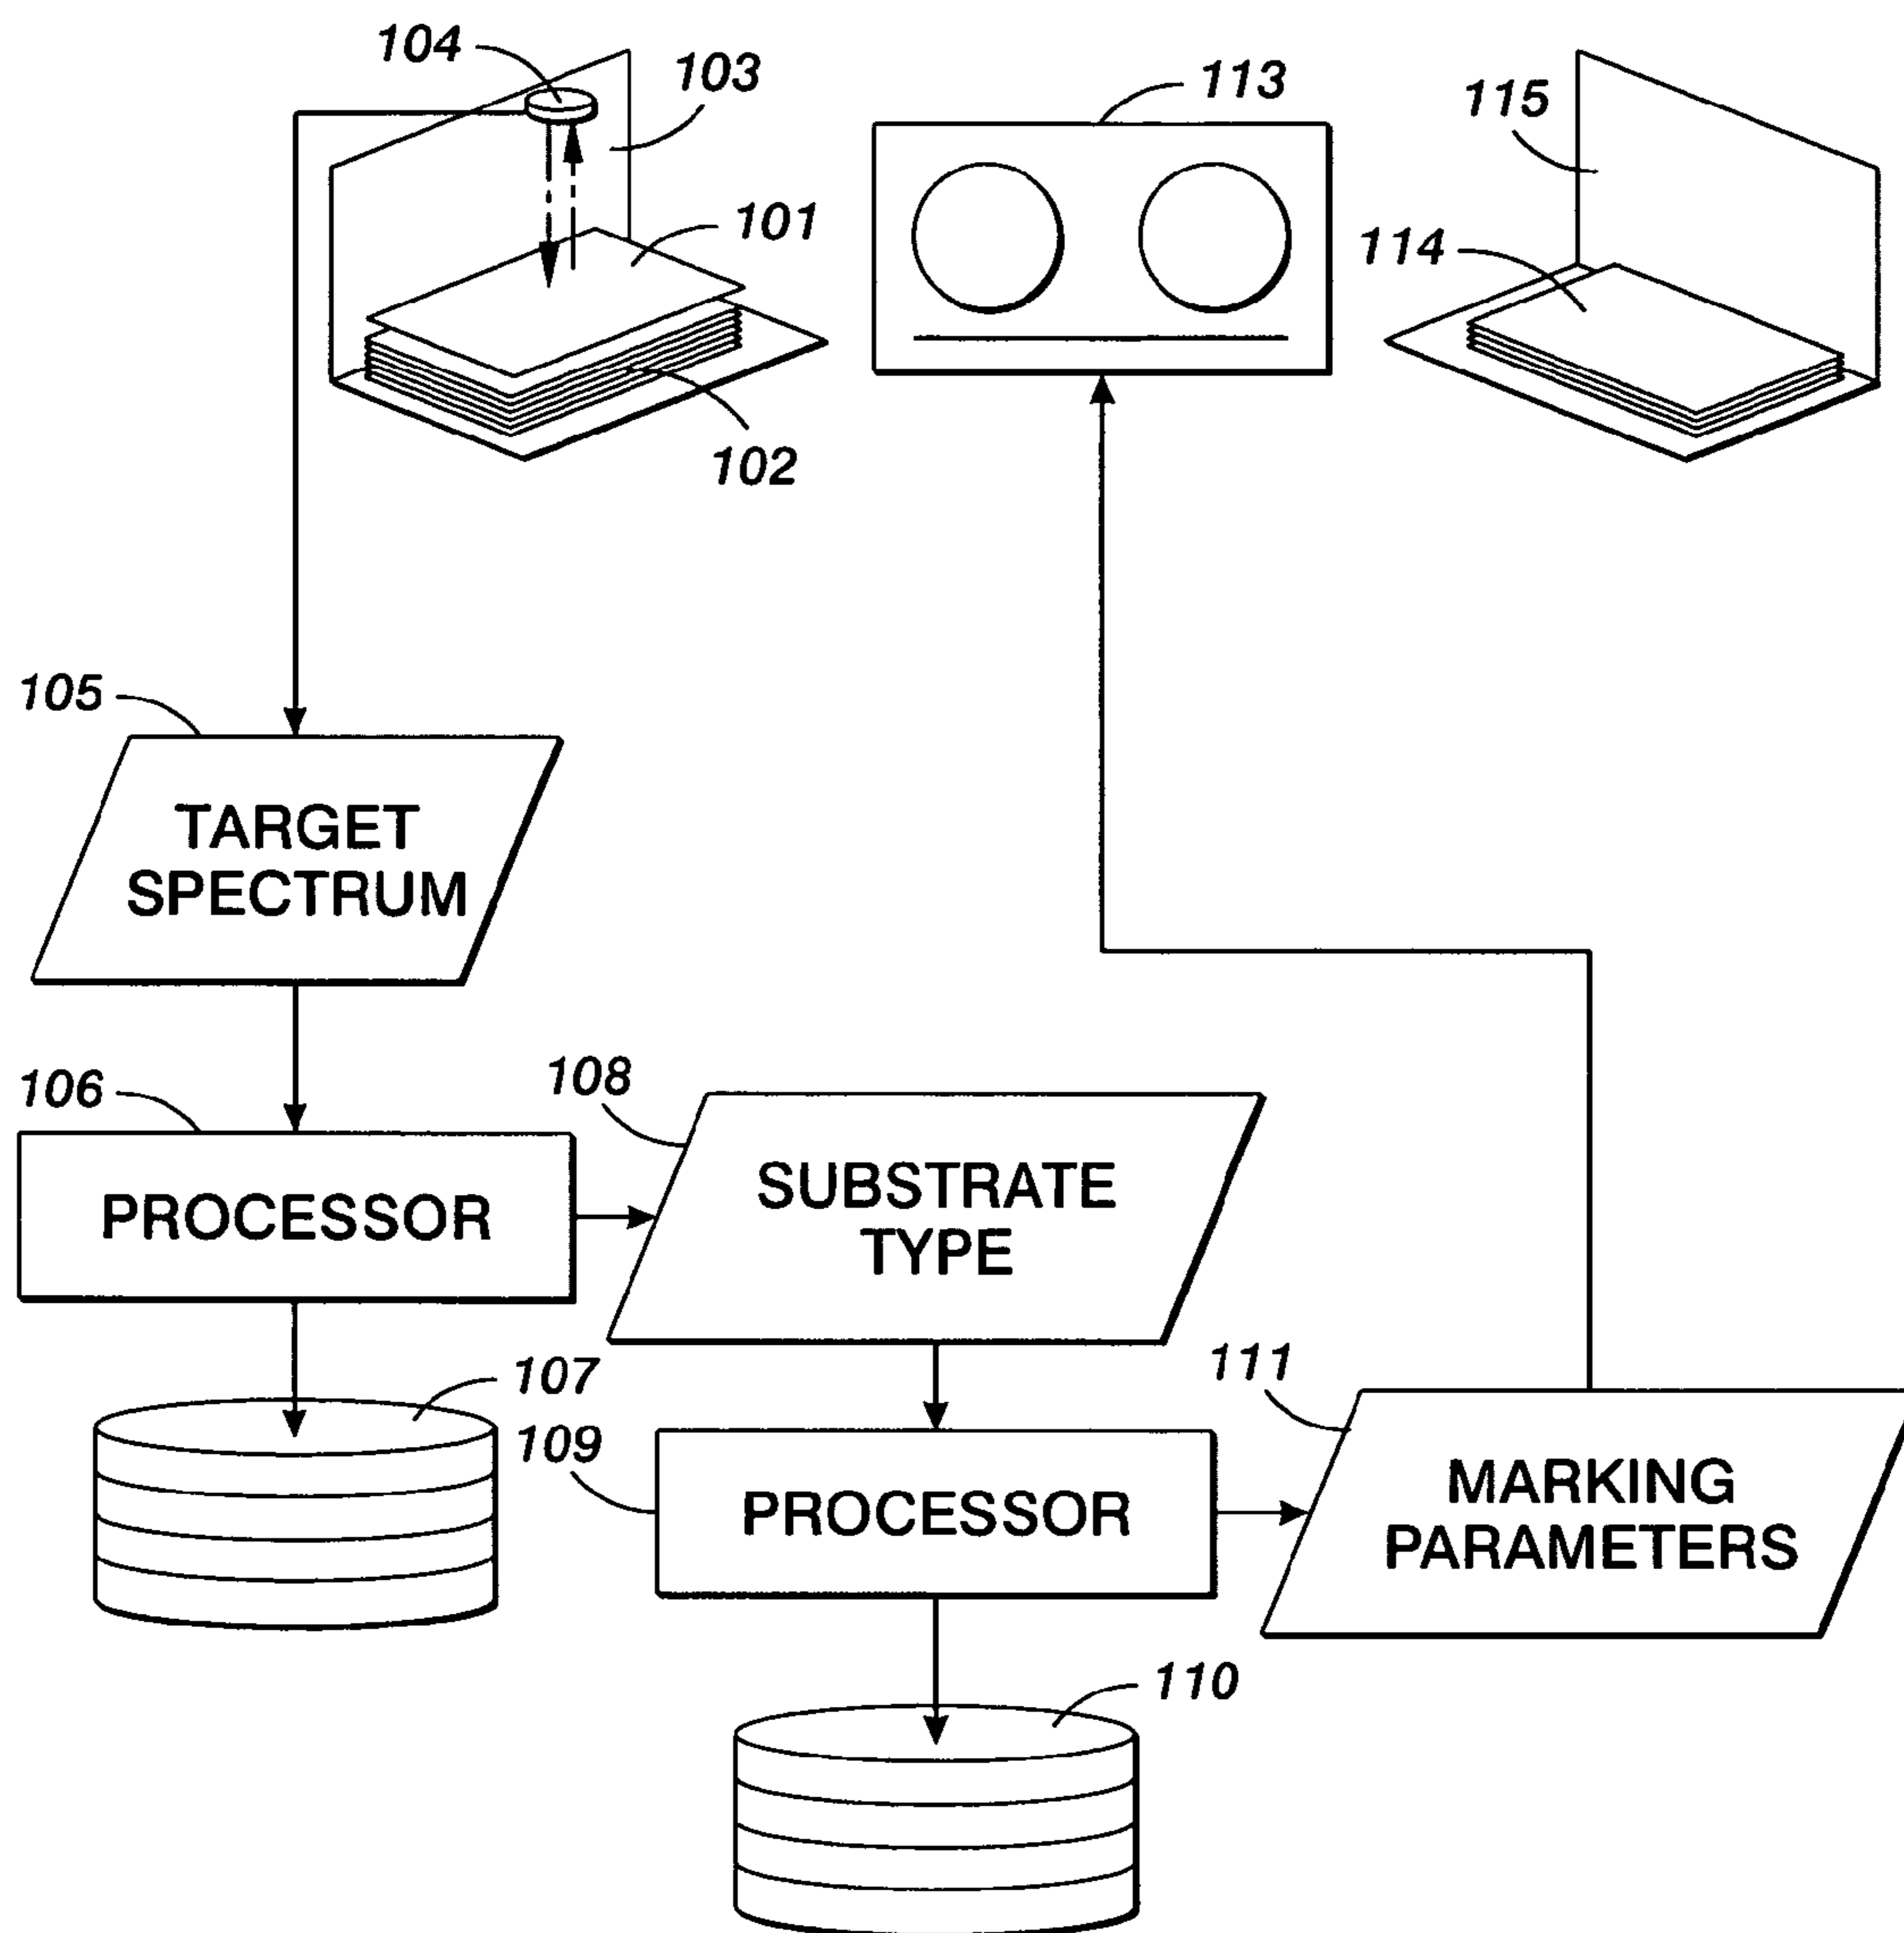 104
103
113
115
101
114
102
105
TARGET
SPECTRUM
106
108
PROCESSOR
SUBSTRATE
TYPE
107
111
109
PROCESSOR
MARKING
PARAMETERS
110